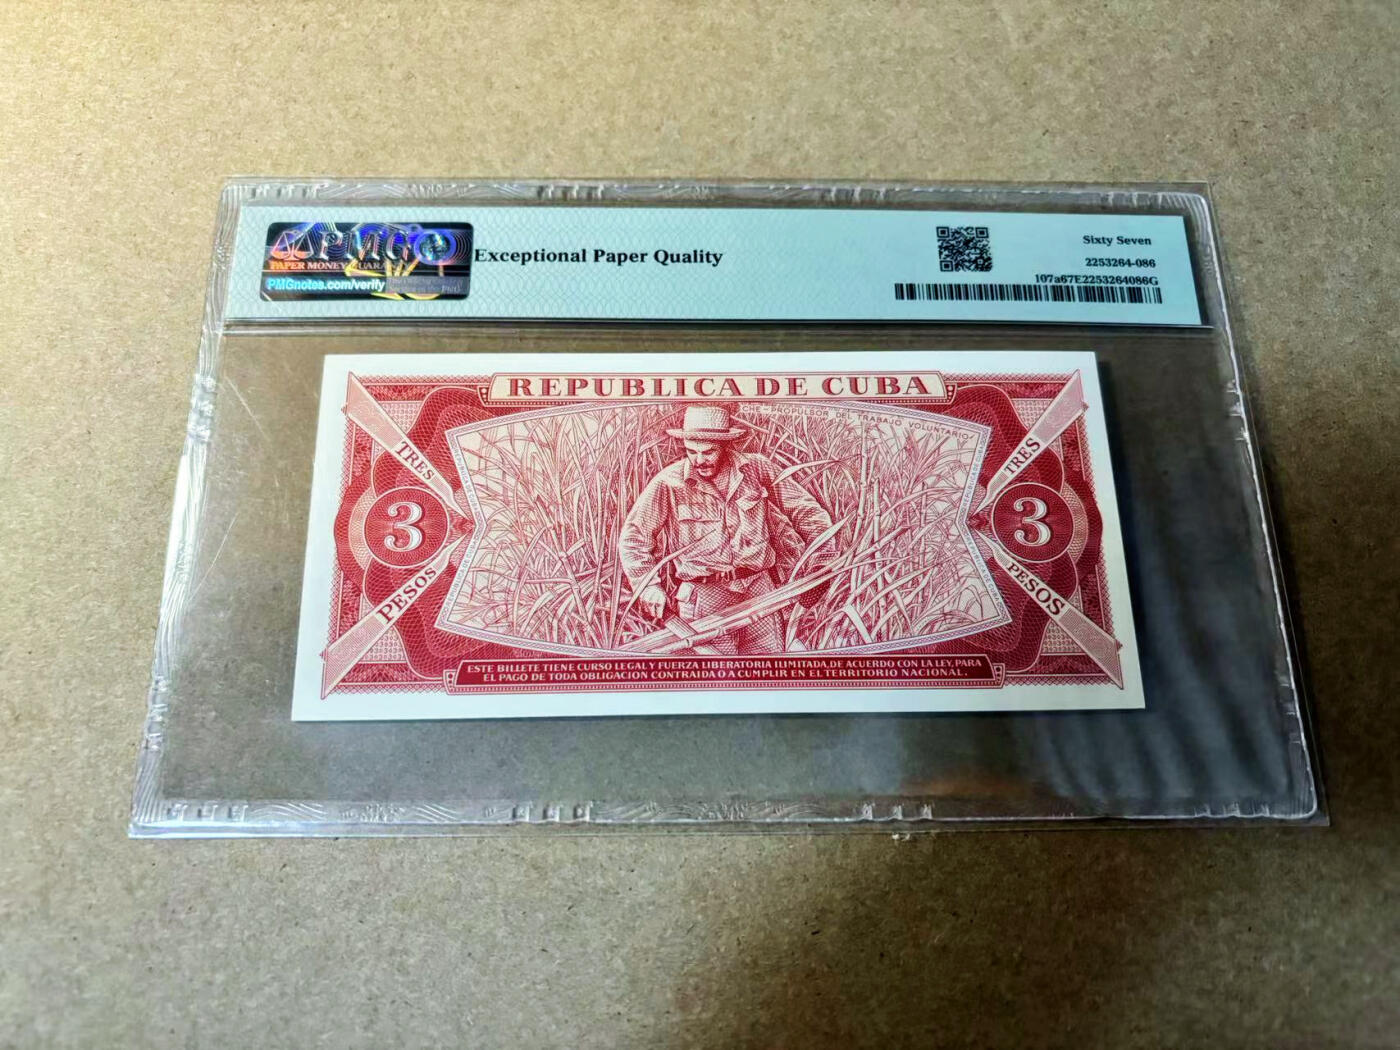 PMG
PAPER MONEY GUARANTY
PMGnotes.com/verify
Exceptional Paper Quality
Sixty Seven
2253264-086
107a67E2253264086G
REPUBLICA DE CUBA
CHE - PROPULSOR DEL TRABAJO VOLUNTARIO
TRES
TRES
3
3
PESOS
PESOS
ESTE BILLETE TIENE CURSO LEGAL Y FUERZA LIBERATORIA ILIMITADA, DE ACUERDO CON LA LEY, PARA
EL PAGO DE TODA OBLIGACION CONTRAIDA O A CUMPLIR EN EL TERRITORIO NACIONAL.